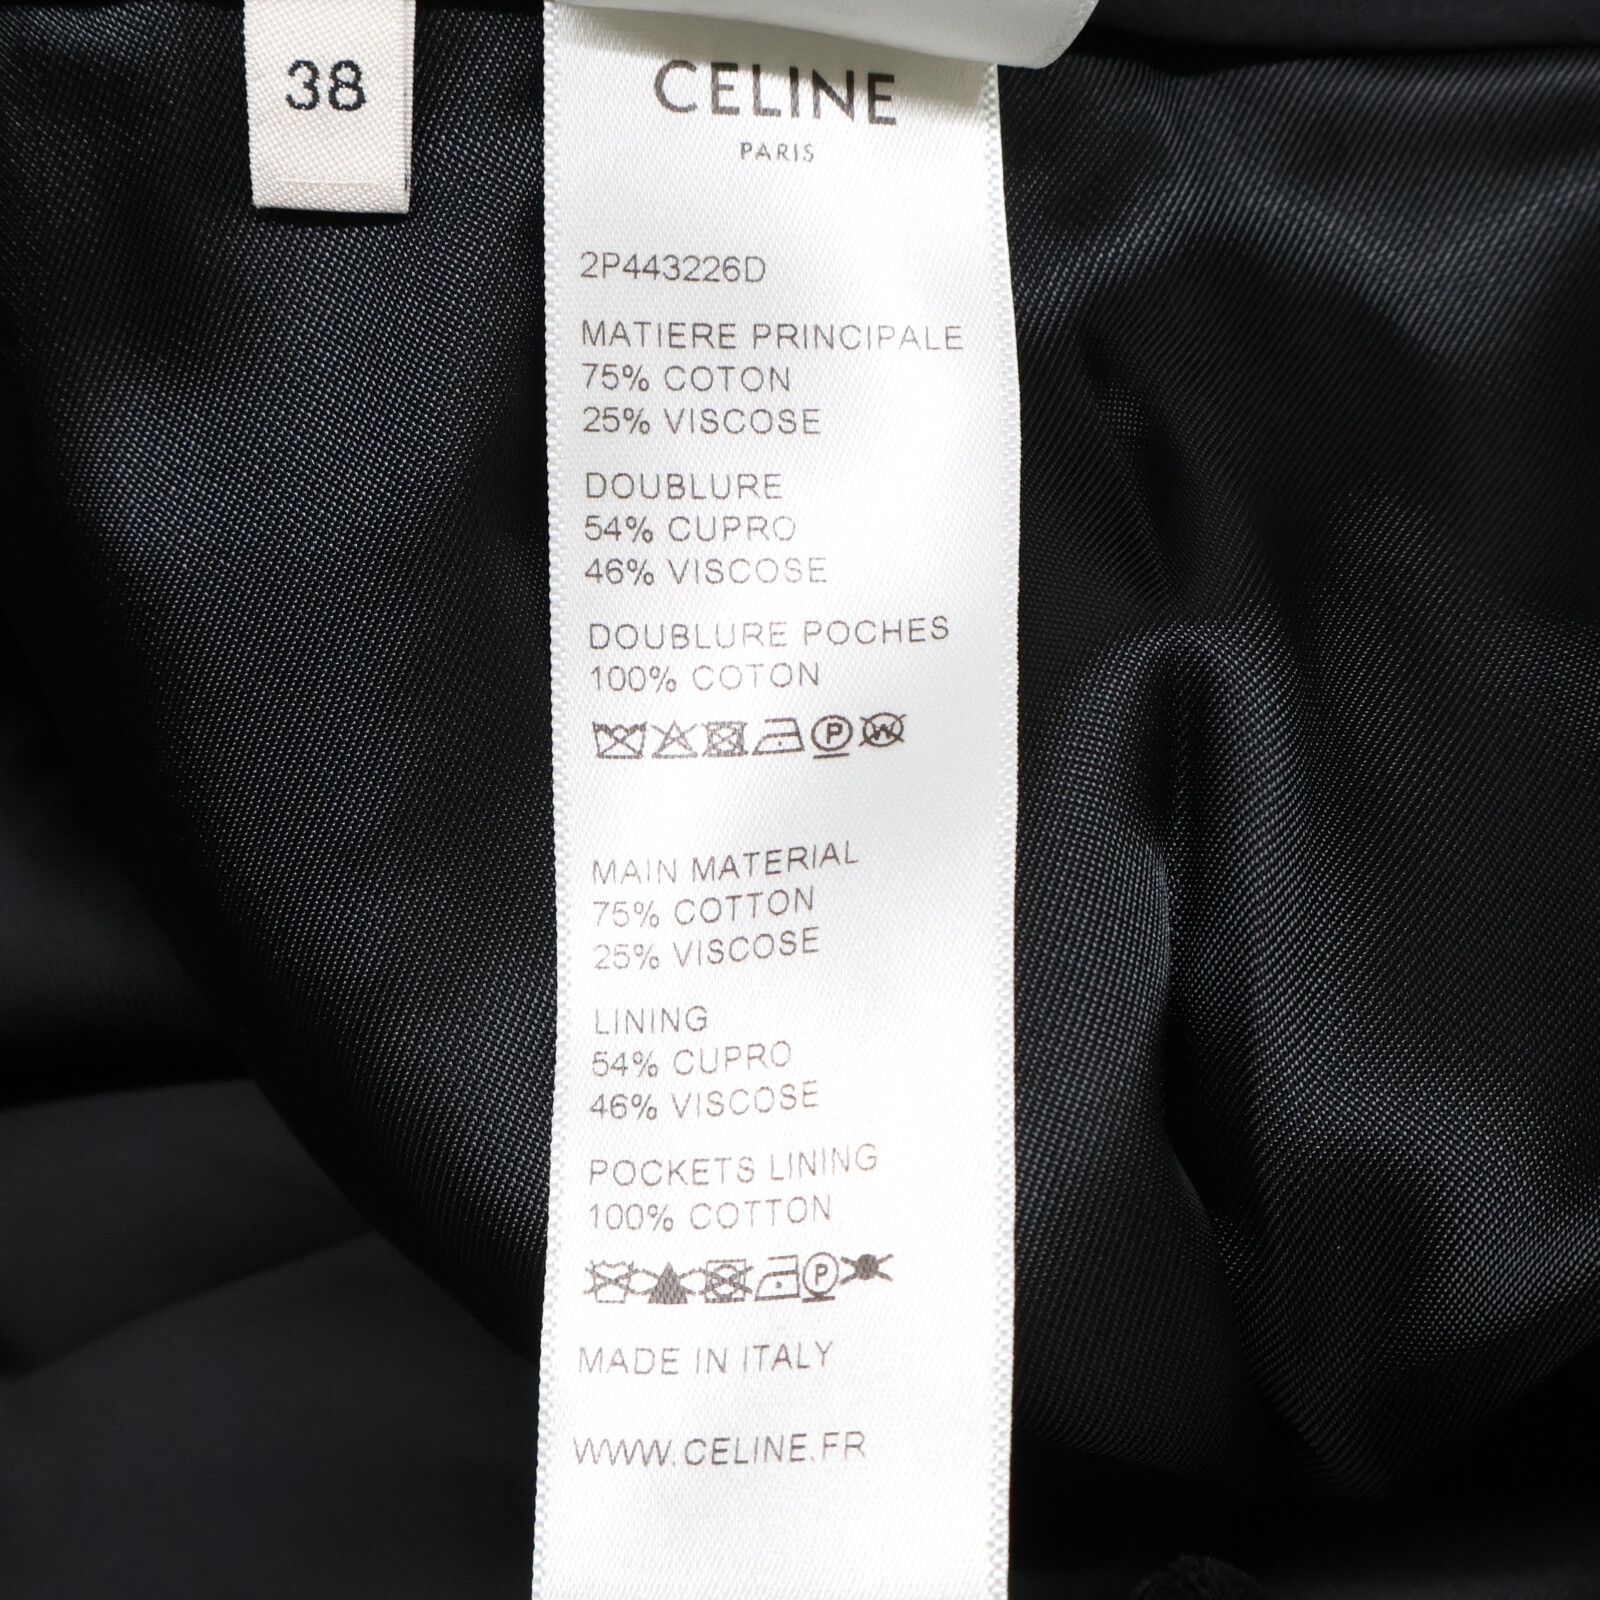 38
CELINE
PARIS
2P443226D
MATIERE PRINCIPALE
75% COTON
25% VISCOSE
DOUBLURE
54% CUPRO
46% VISCOSE
DOUBLURE POCHES
100% COTON
P W
MAIN MATERIAL
75% COTTON
25% VISCOSE
LINING
54% CUPRO
46% VISCOSE
POCKETS LINING
100% COTTON
P
MADE IN ITALY
WWW.CELINE.FR